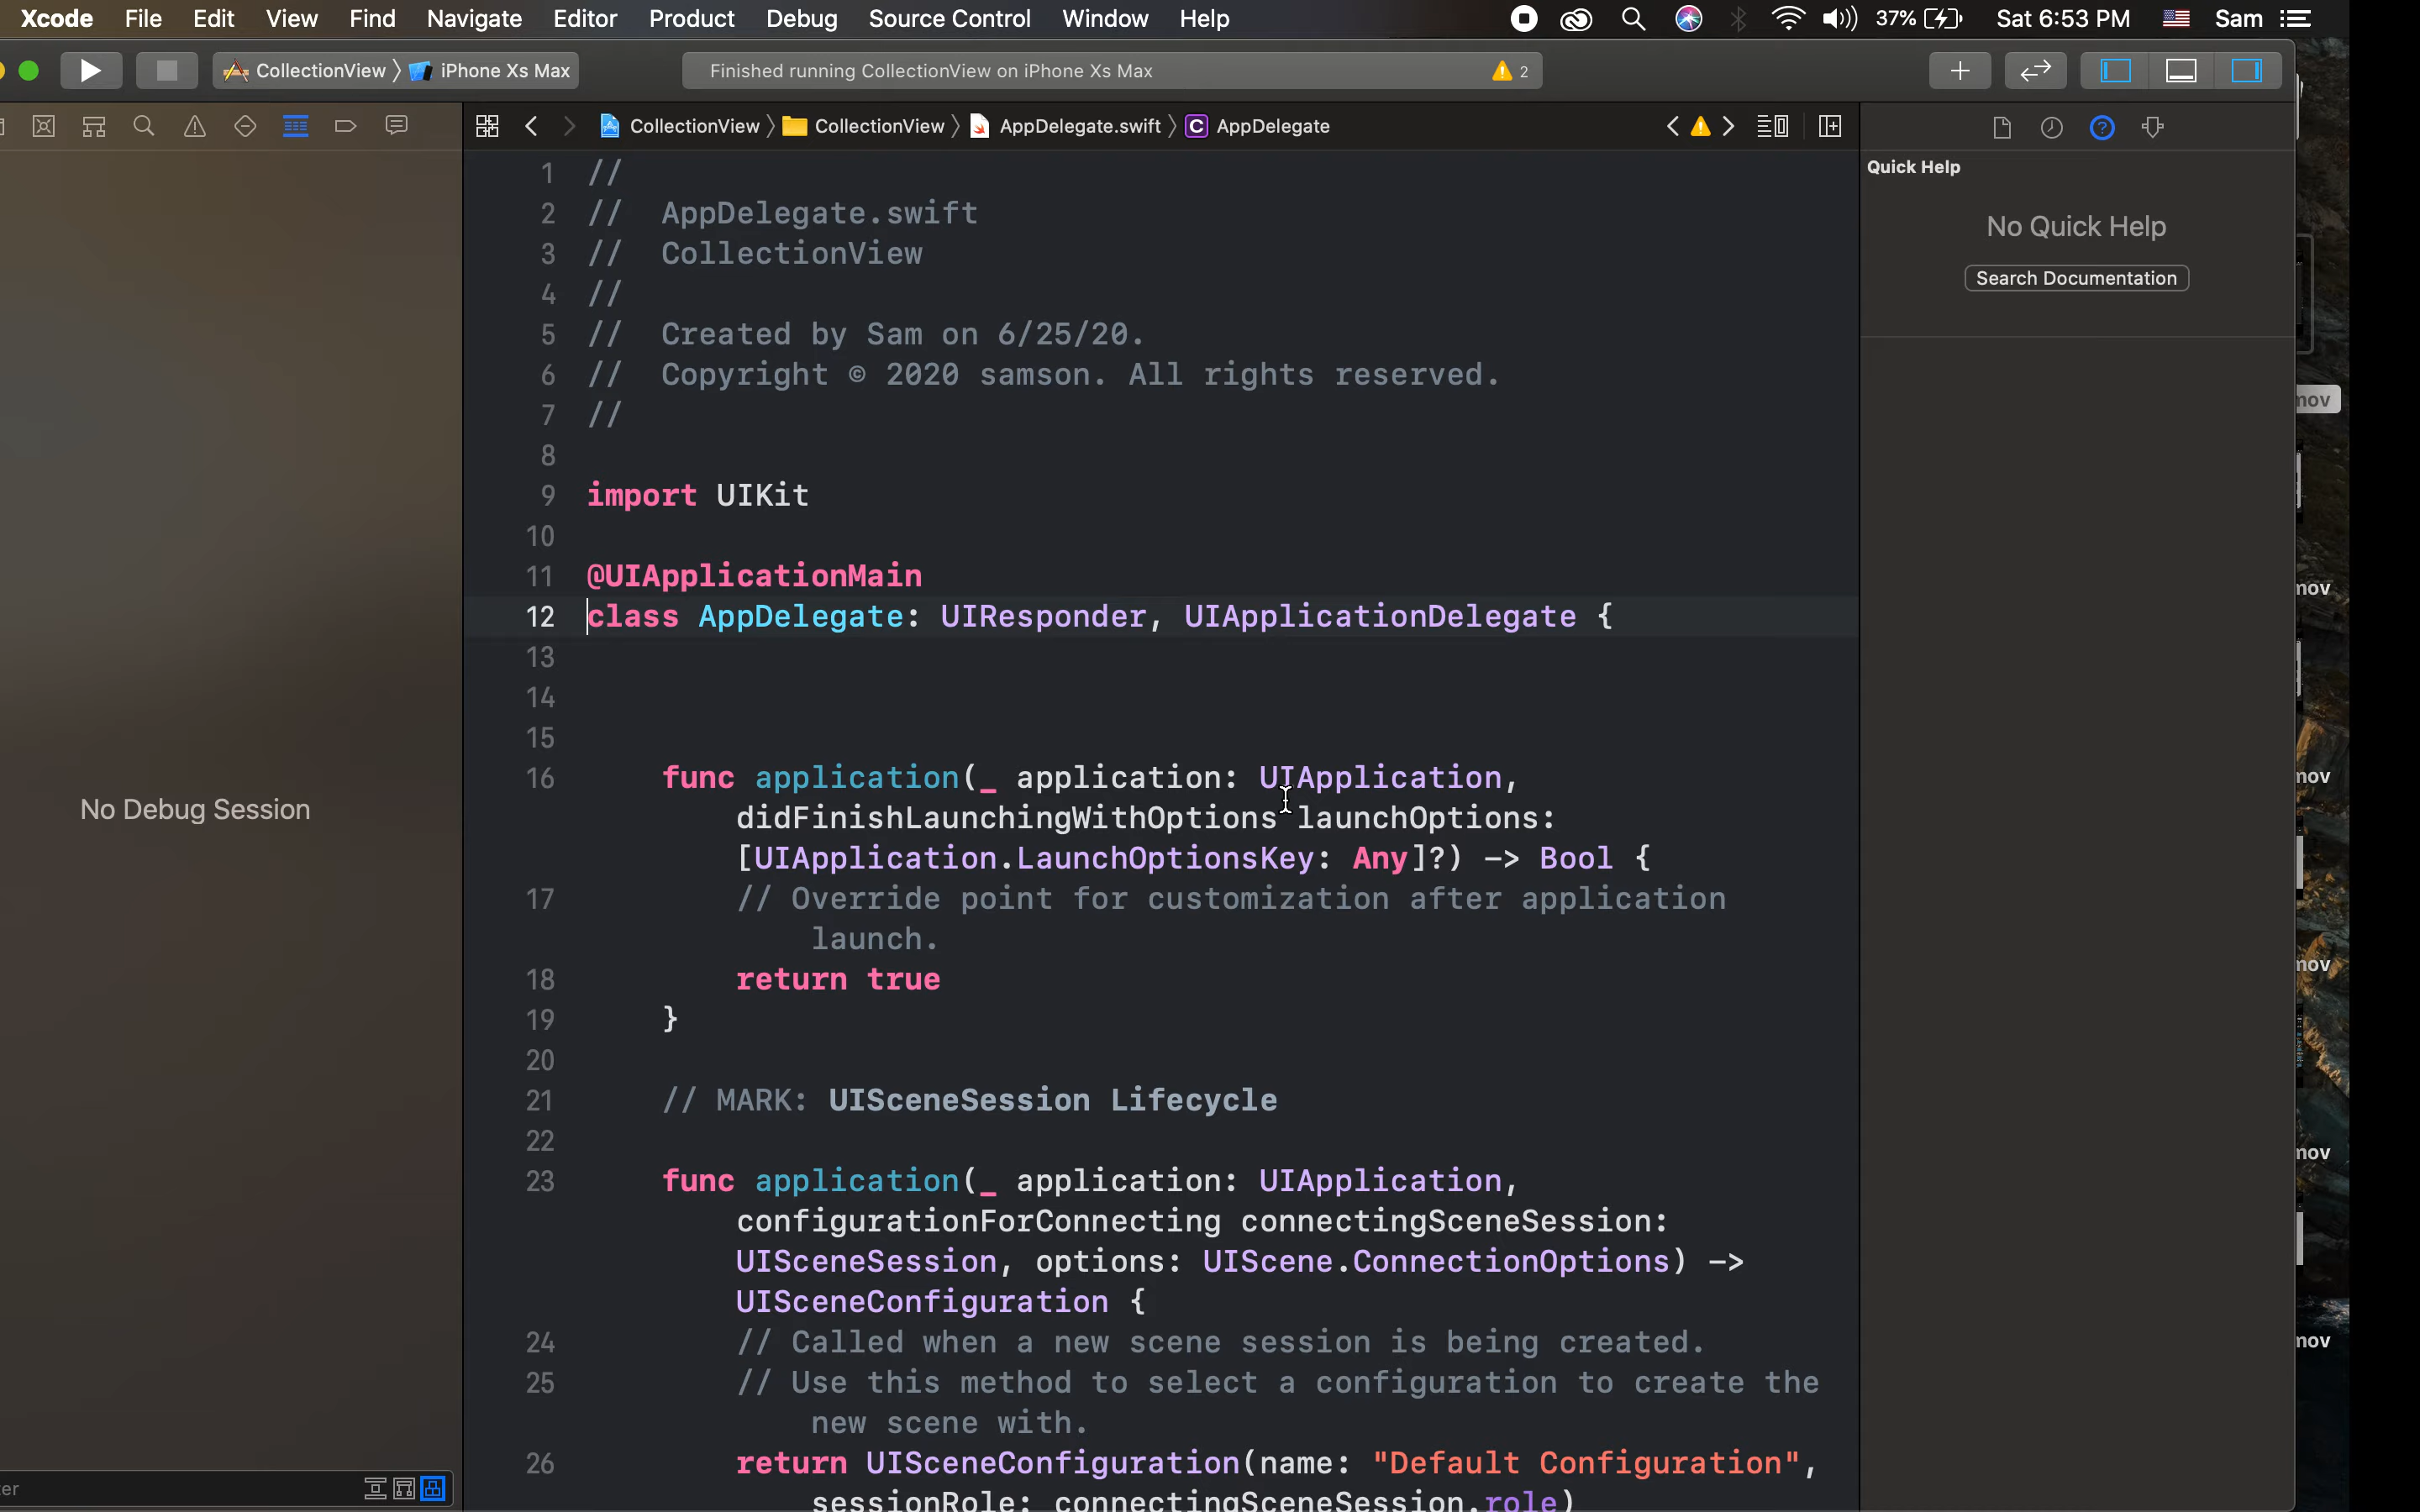 Xcode File Edit View Find Navigate Editor Product Debug Source Control Window Help 37% Sat 6:53 PM Sam
CollectionView 〉 iPhone Xs Max
Finished running CollectionView on iPhone Xs Max
2
CollectionView 〉 CollectionView 〉 AppDelegate.swift 〉 C AppDelegate
Quick Help
No Quick Help
Search Documentation
No Debug Session
1 //
2 //  AppDelegate.swift
3 //  CollectionView
4 //
5 //  Created by Sam on 6/25/20.
6 //  Copyright © 2020 samson. All rights reserved.
7 //
8
9 import UIKit
10
11 @UIApplicationMain
12 class AppDelegate: UIResponder, UIApplicationDelegate {
13
14
15
16 func application(_ application: UIApplication,
didFinishLaunchingWithOptions launchOptions:
[UIApplication.LaunchOptionsKey: Any]?) -> Bool {
17 // Override point for customization after application
launch.
18 return true
19 }
20
21 // MARK: UISceneSession Lifecycle
22
23 func application(_ application: UIApplication,
configurationForConnecting connectingSceneSession:
UISceneSession, options: UIScene.ConnectionOptions) ->
UISceneConfiguration {
24 // Called when a new scene session is being created.
25 // Use this method to select a configuration to create the
new scene with.
26 return UISceneConfiguration(name: "Default Configuration",
sessionRole: connectingSceneSession.role)
er
mov
mov
mov
mov
mov
mov